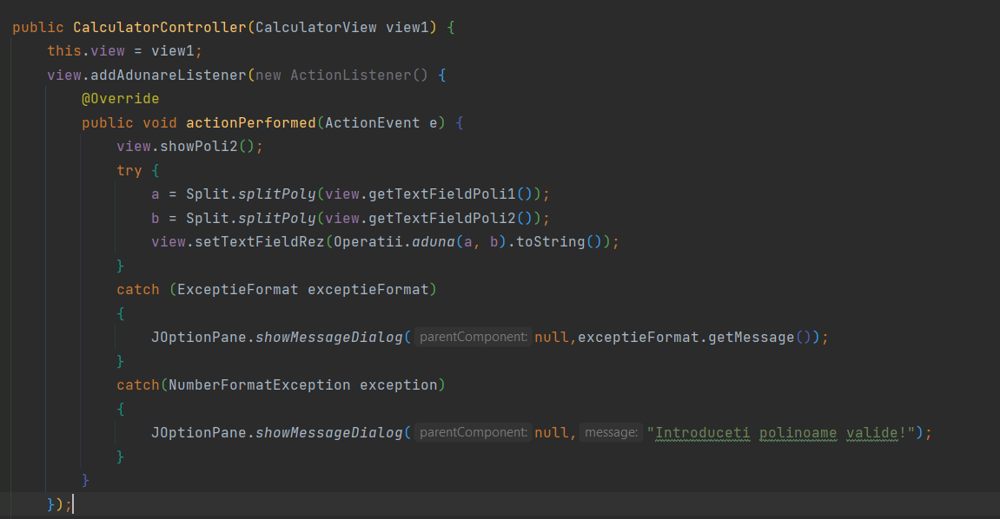 public CalculatorController(CalculatorView view1) {
this.view = view1;
view.addAdunareListener(new ActionListener() {
@Override
public void actionPerformed(ActionEvent e) {
view.showPoli2();
try {
a = Split.splitPoly(view.getTextFieldPoli1());
b = Split.splitPoly(view.getTextFieldPoli2());
view.setTextFieldRez(Operatii.aduna(a, b).toString());
}
catch (ExceptieFormat exceptieFormat)
{
JOptionPane.showMessageDialog( parentComponent: null,exceptieFormat.getMessage());
}
catch(NumberFormatException exception)
{
JOptionPane.showMessageDialog( parentComponent: null, message: "Introduceti polinoame valide!");
}
}
});